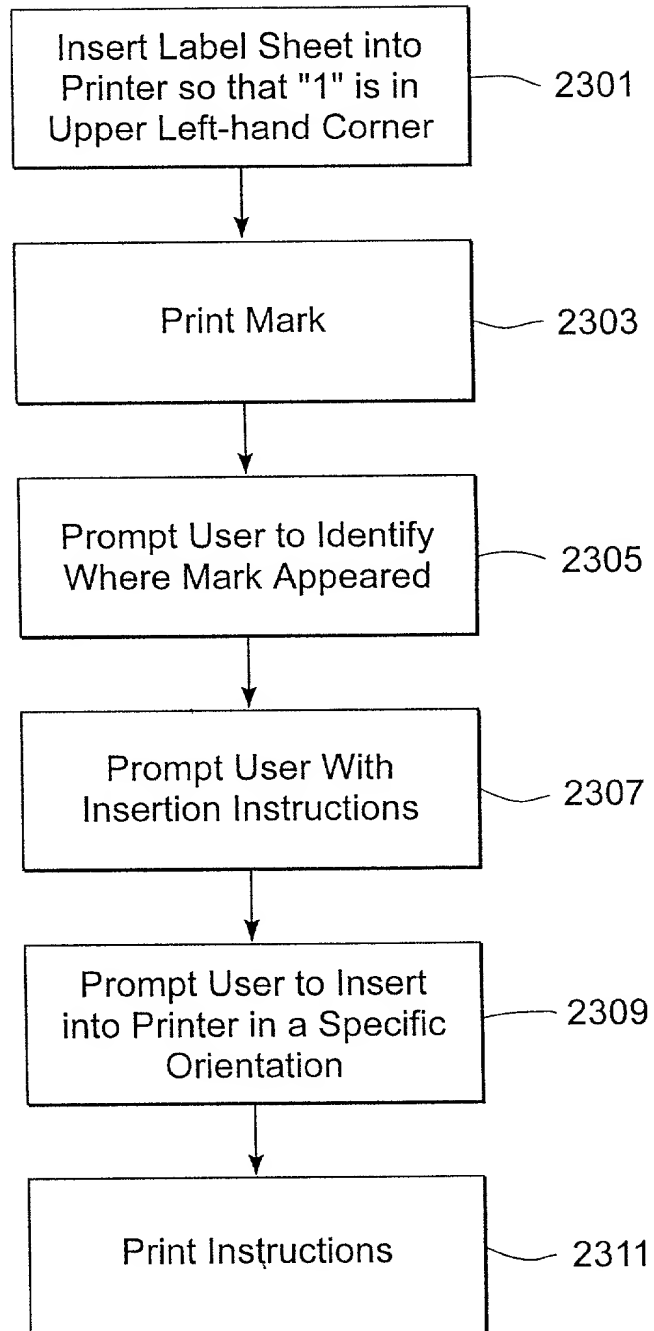 Insert Label Sheet into
Printer so that "1" is in
Upper Left-hand Corner
2301
Print Mark
2303
Prompt User to Identify
Where Mark Appeared
2305
Prompt User With
Insertion Instructions
2307
Prompt User to Insert
into Printer in a Specific
Orientation
2309
Print Instructions
2311